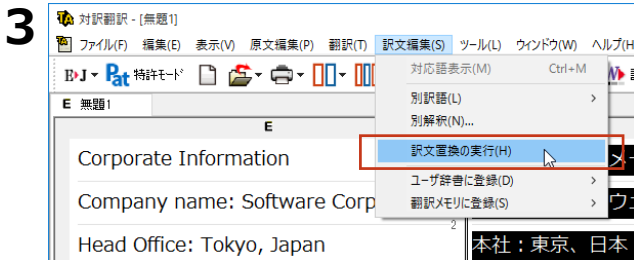 3
対訳翻訳 - [無題1]
ファイル(F) 編集(E) 表示(V) 原文編集(P) 翻訳(T) 訳文編集(S) ツール(L) ウィンドウ(W) ヘルプ(H
E›J Pat 特許モード
対応語表示(M) Ctrl+M
別訳語(L)
別解釈(N)...
訳文置換の実行(H)
ユーザ辞書に登録(D)
翻訳メモリに登録(S)
E 無題1
E
Corporate Information
Company name: Software Corp
2
Head Office: Tokyo, Japan
本社：東京、日本